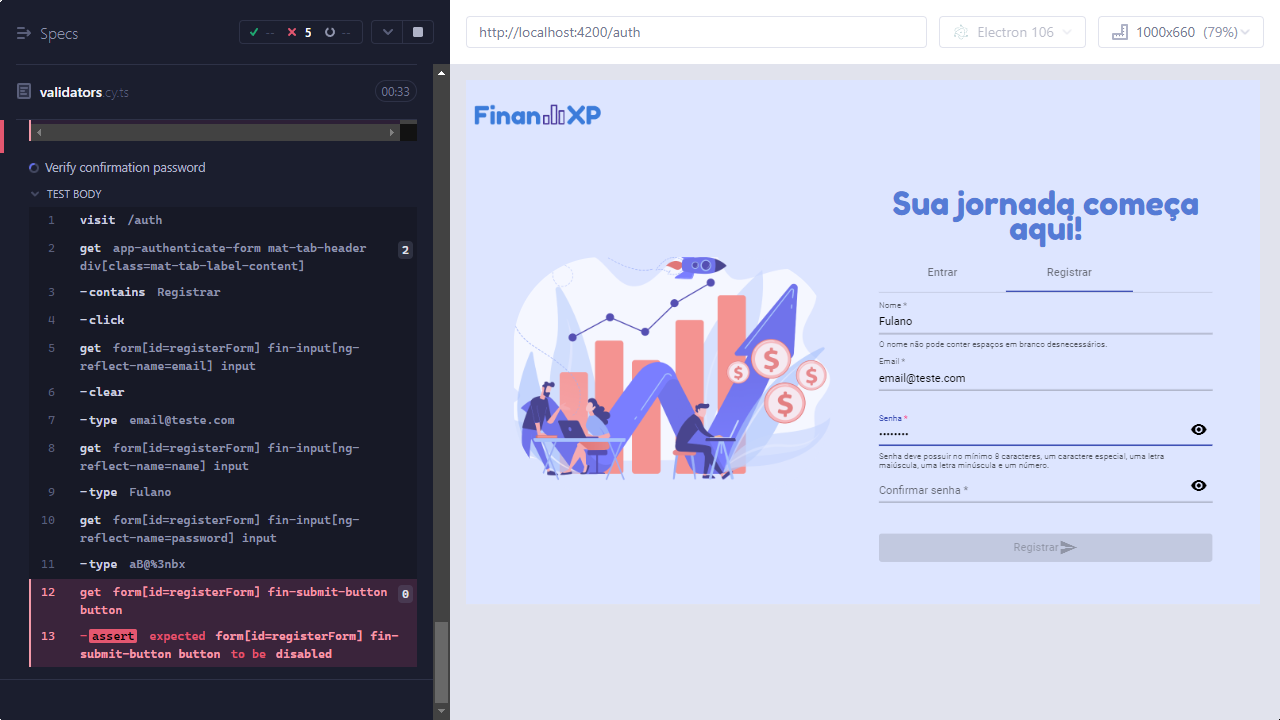 Specs
--
5
--
validators.cy.ts
00:33
Verify confirmation password
TEST BODY
1 visit /auth
2 get app-authenticate-form mat-tab-header
div[class=mat-tab-label-content]
2
3 -contains Registrar
4 -click
5 get form[id=registerForm] fin-input[ng-
reflect-name=email] input
6 -clear
7 -type email@teste.com
8 get form[id=registerForm] fin-input[ng-
reflect-name=name] input
9 -type Fulano
10 get form[id=registerForm] fin-input[ng-
reflect-name=password] input
11 -type aB@%3nbx
12 get form[id=registerForm] fin-submit-button
button
0
13 -assert expected form[id=registerForm] fin-
submit-button button to be disabled
http://localhost:4200/auth
Electron 106
1000x660 (79%)
FinanXP
Sua jornada começa
aqui!
Entrar
Registrar
Nome *
Fulano
O nome não pode conter espaços em branco desnecessários.
Email *
email@teste.com
Senha *
••••••••
Senha deve possuir no mínimo 8 caracteres, um caractere especial, uma letra
maiúscula, uma letra minúscula e um número.
Confirmar senha *
Registrar
$
$
$
$